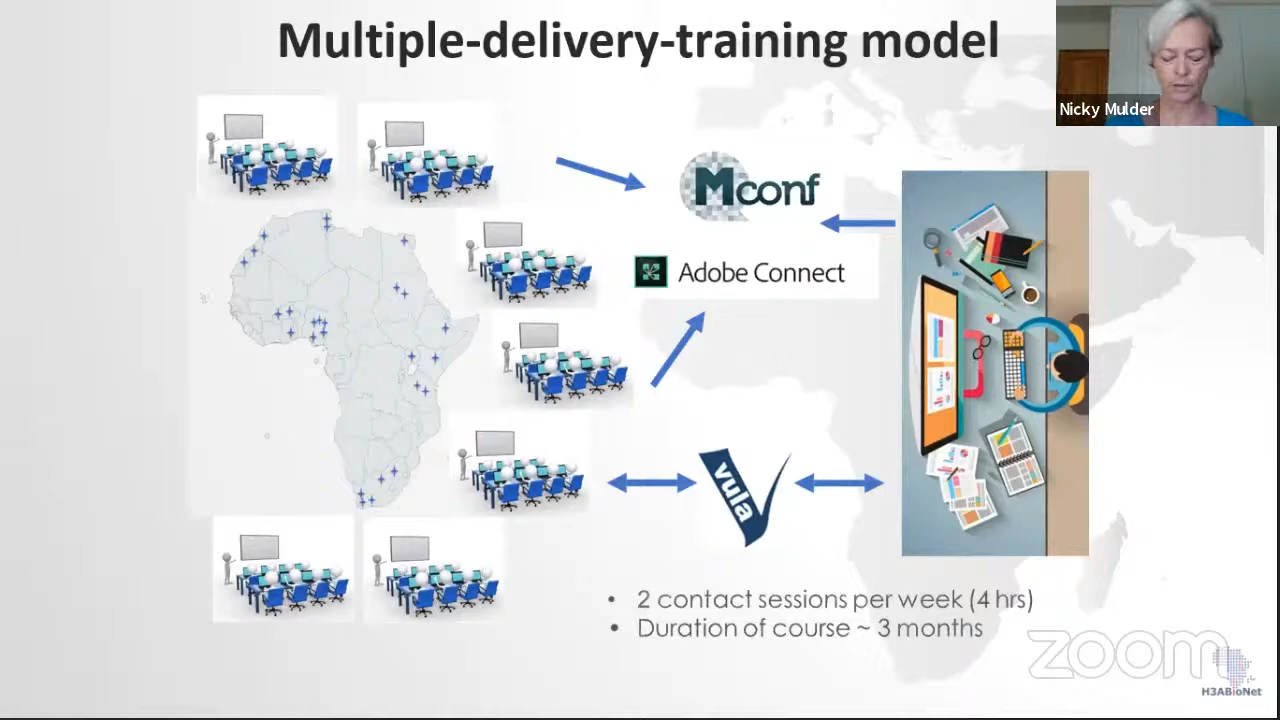 Multiple-delivery-training model
Nicky Mulder
Mconf
Adobe Connect
vula
• 2 contact sessions per week (4 hrs)
• Duration of course ~ 3 months
zoom
H3ABioNet